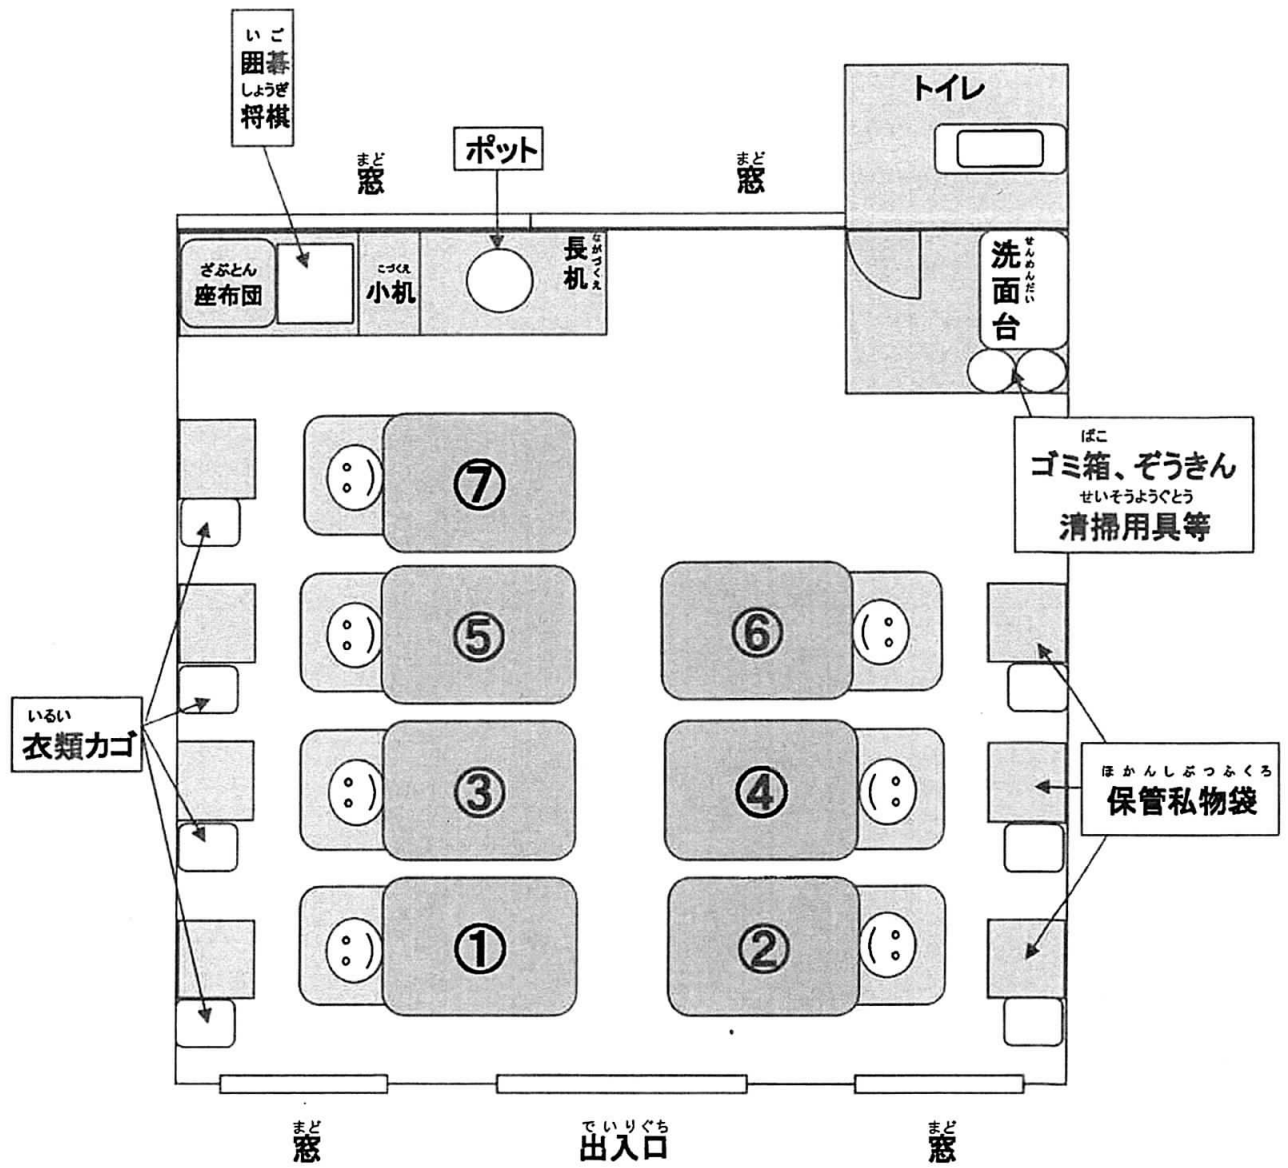 いご
囲碁
しょうぎ
将棋
ポット
まど
窓
まど
窓
トイレ
ざぶとん
座布団
こづくえ
小机
ながづくえ
長机
せんめんだい
洗面台
ばこ
ゴミ箱、ぞうきん
せいそうようぐとう
清掃用具等
⑦
⑤
⑥
いるい
衣類カゴ
③
④
ほかんしぶつふくろ
保管私物袋
①
②
まど
窓
でいりぐち
出入口
まど
窓